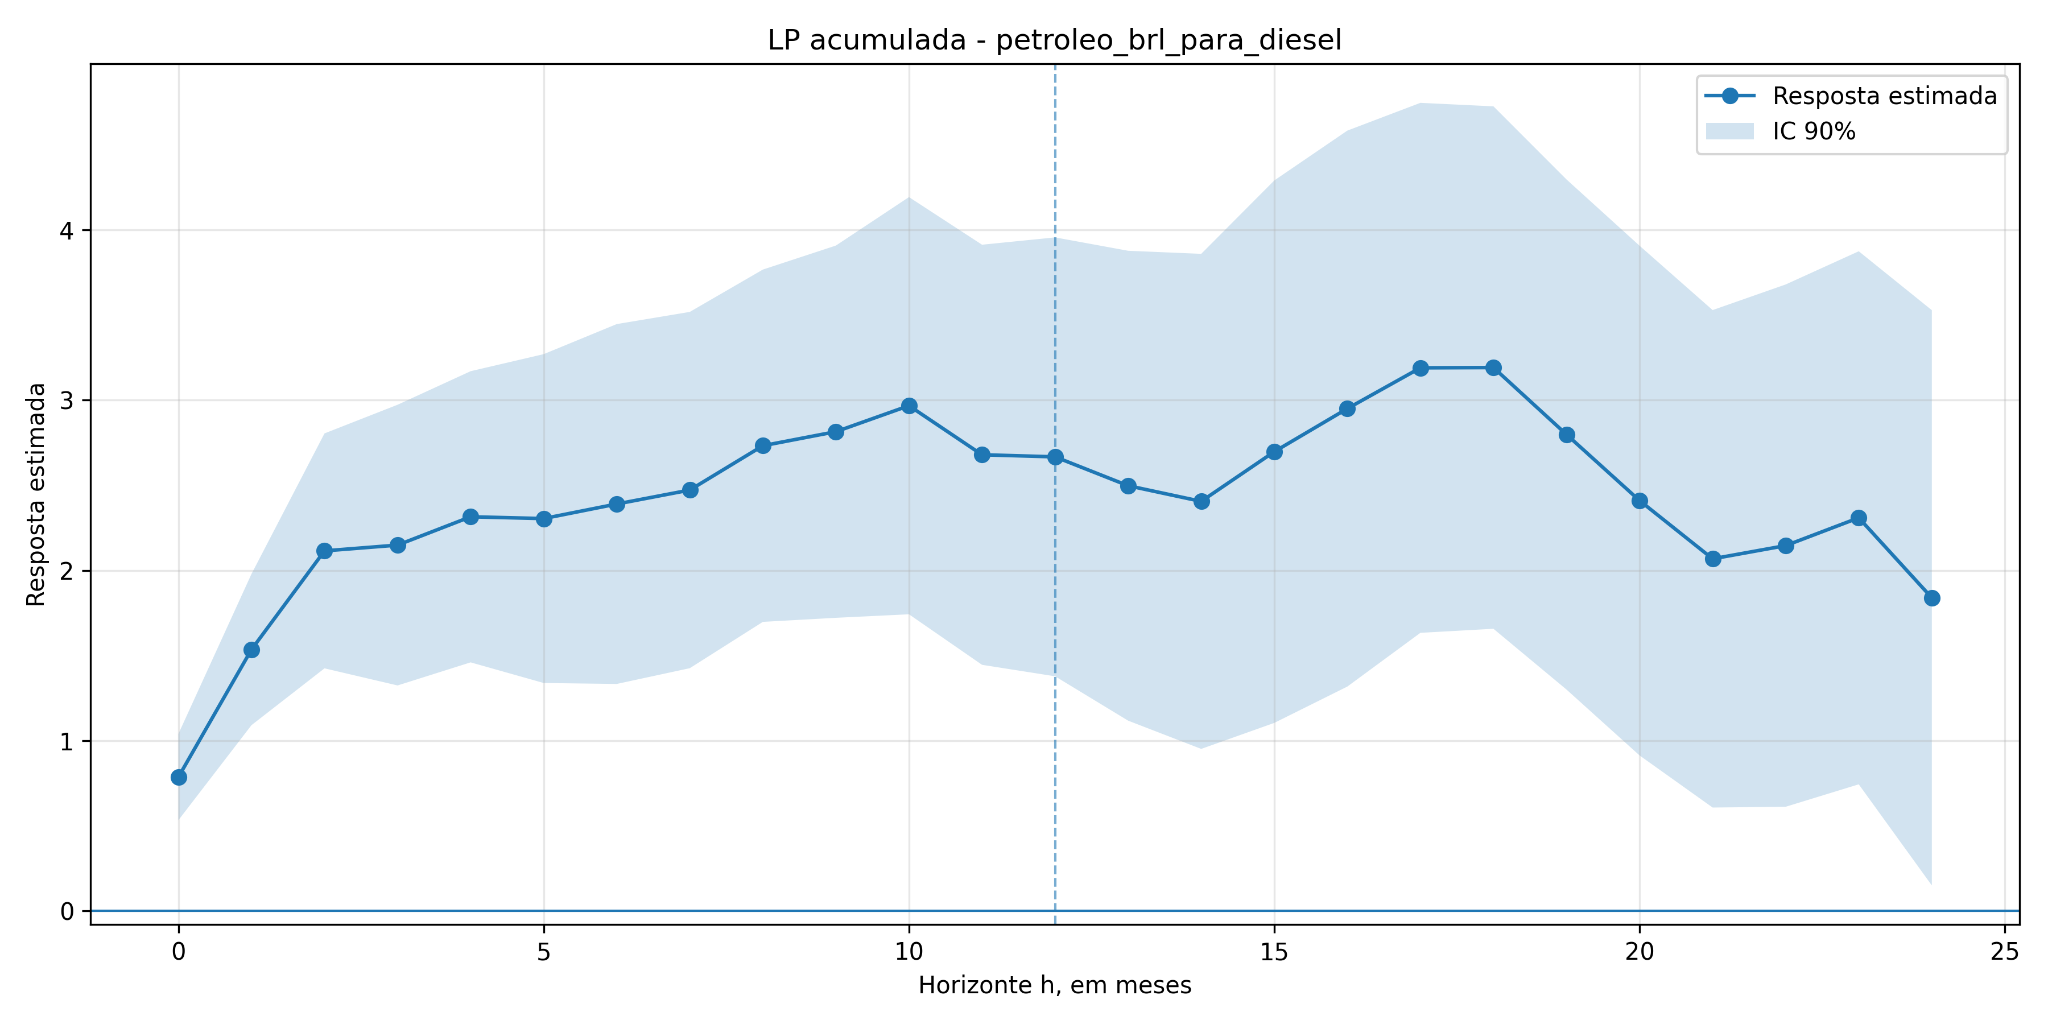 LP acumulada - petroleo_brl_para_diesel
Resposta estimada
IC 90%
Resposta estimada
4
3
2
1
0
0 5 10 15 20 25
Horizonte h, em meses